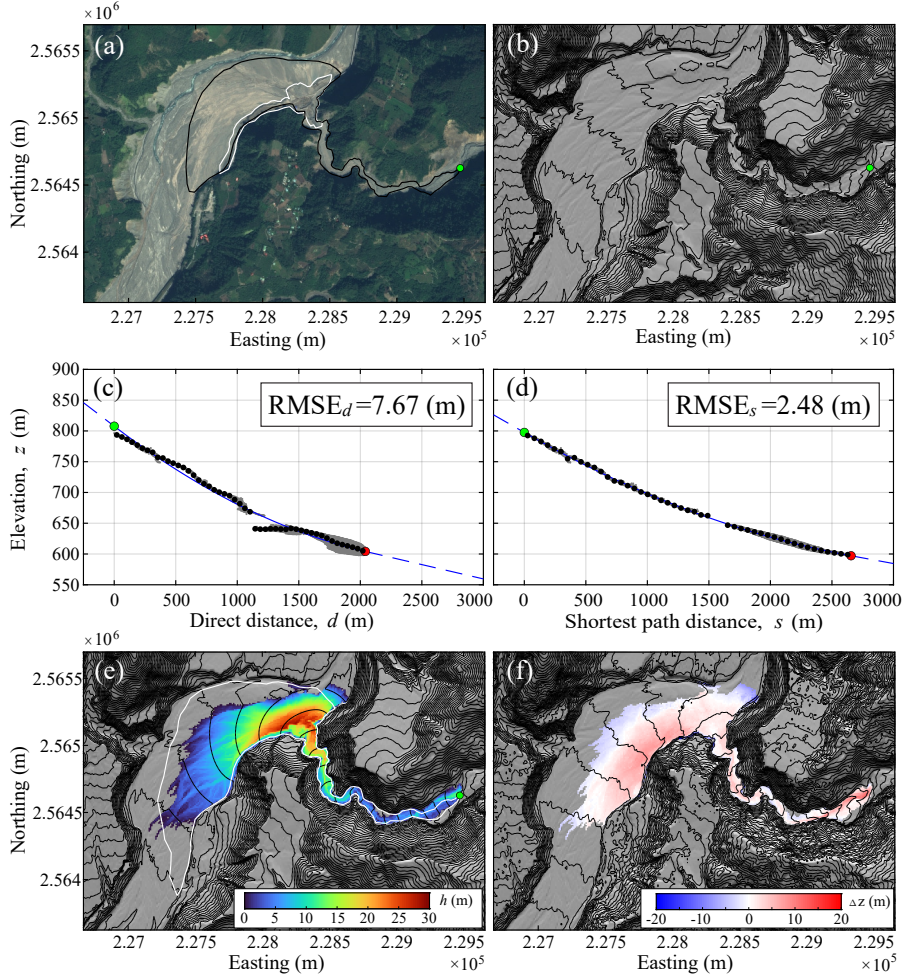 × 10⁶
(a)
(b)
2.5655
2.565
2.5645
2.564
Northing (m)
2.27 2.275 2.28 2.285 2.29 2.295
Easting (m)
× 10⁵
2.27 2.275 2.28 2.285 2.29 2.295
Easting (m)
× 10⁵
(c)
RMSE_d=7.67 (m)
(d)
RMSE_s=2.48 (m)
900
850
800
750
700
650
600
550
Elevation, z (m)
0 500 1000 1500 2000 2500 3000
Direct distance, d (m)
0 500 1000 1500 2000 2500 3000
Shortest path distance, s (m)
× 10⁶
(e)
(f)
2.5655
2.565
2.5645
2.564
Northing (m)
h (m)
0 5 10 15 20 25 30
Δz (m)
-20 -10 0 10 20
2.27 2.275 2.28 2.285 2.29 2.295
Easting (m)
× 10⁵
2.27 2.275 2.28 2.285 2.29 2.295
Easting (m)
× 10⁵